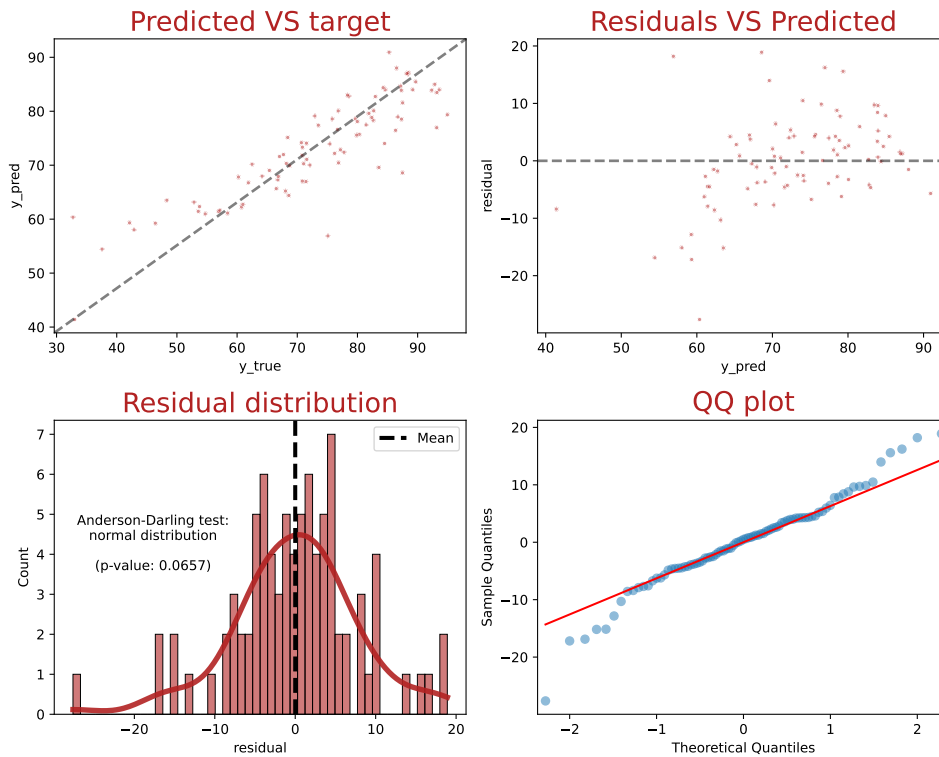 Predicted VS target
90
80
70
60
50
40
y_pred
30
40
50
60
70
80
90
y_true
Residuals VS Predicted
20
10
0
−10
−20
residual
40
50
60
70
80
90
y_pred
Residual distribution
7
6
5
4
3
2
1
0
Count
Mean
Anderson-Darling test:
normal distribution
(p-value: 0.0657)
−20
−10
0
10
20
residual
QQ plot
20
10
0
−10
−20
Sample Quantiles
−2
−1
0
1
2
Theoretical Quantiles